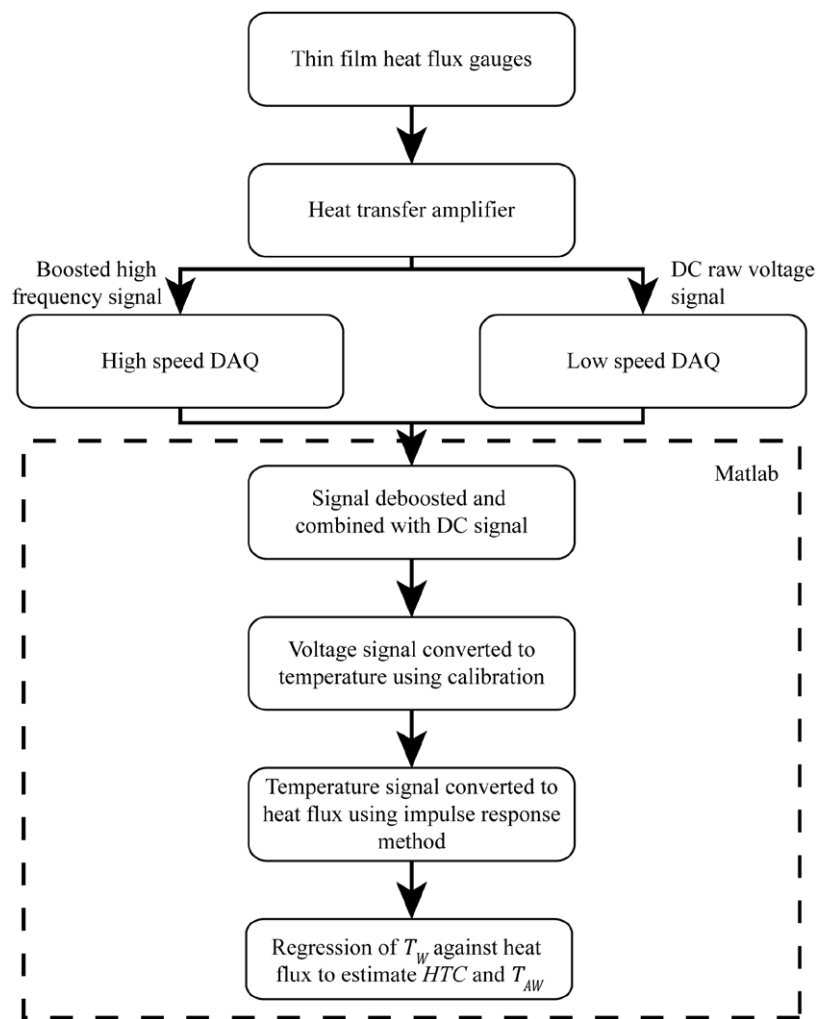 Thin film heat flux gauges
Heat transfer amplifier
Boosted high
frequency signal
DC raw voltage
signal
High speed DAQ
Low speed DAQ
Matlab
Signal deboosted and
combined with DC signal
Voltage signal converted to
temperature using calibration
Temperature signal converted to
heat flux using impulse response
method
Regression of T_W against heat
flux to estimate HTC and T_AW